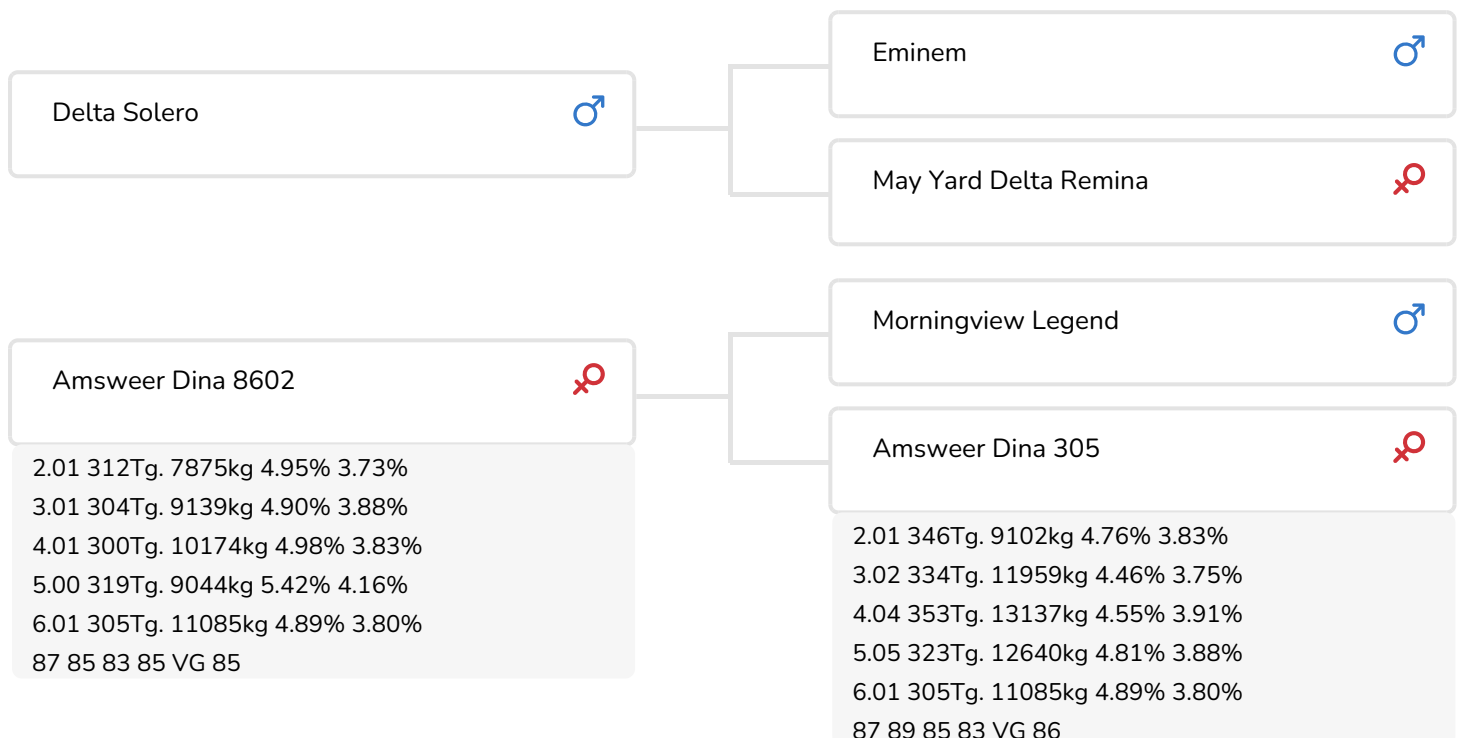 Delta Solero
Eminem
May Yard Delta Remina
Amsweer Dina 8602
2.01 312Tg. 7875kg 4.95% 3.73%
3.01 304Tg. 9139kg 4.90% 3.88%
4.01 300Tg. 10174kg 4.98% 3.83%
5.00 319Tg. 9044kg 5.42% 4.16%
6.01 305Tg. 11085kg 4.89% 3.80%
87 85 83 85 VG 85
Morningview Legend
Amsweer Dina 305
2.01 346Tg. 9102kg 4.76% 3.83%
3.02 334Tg. 11959kg 4.46% 3.75%
4.04 353Tg. 13137kg 4.55% 3.91%
5.05 323Tg. 12640kg 4.81% 3.88%
6.01 305Tg. 11085kg 4.89% 3.80%
87 89 85 83 VG 86